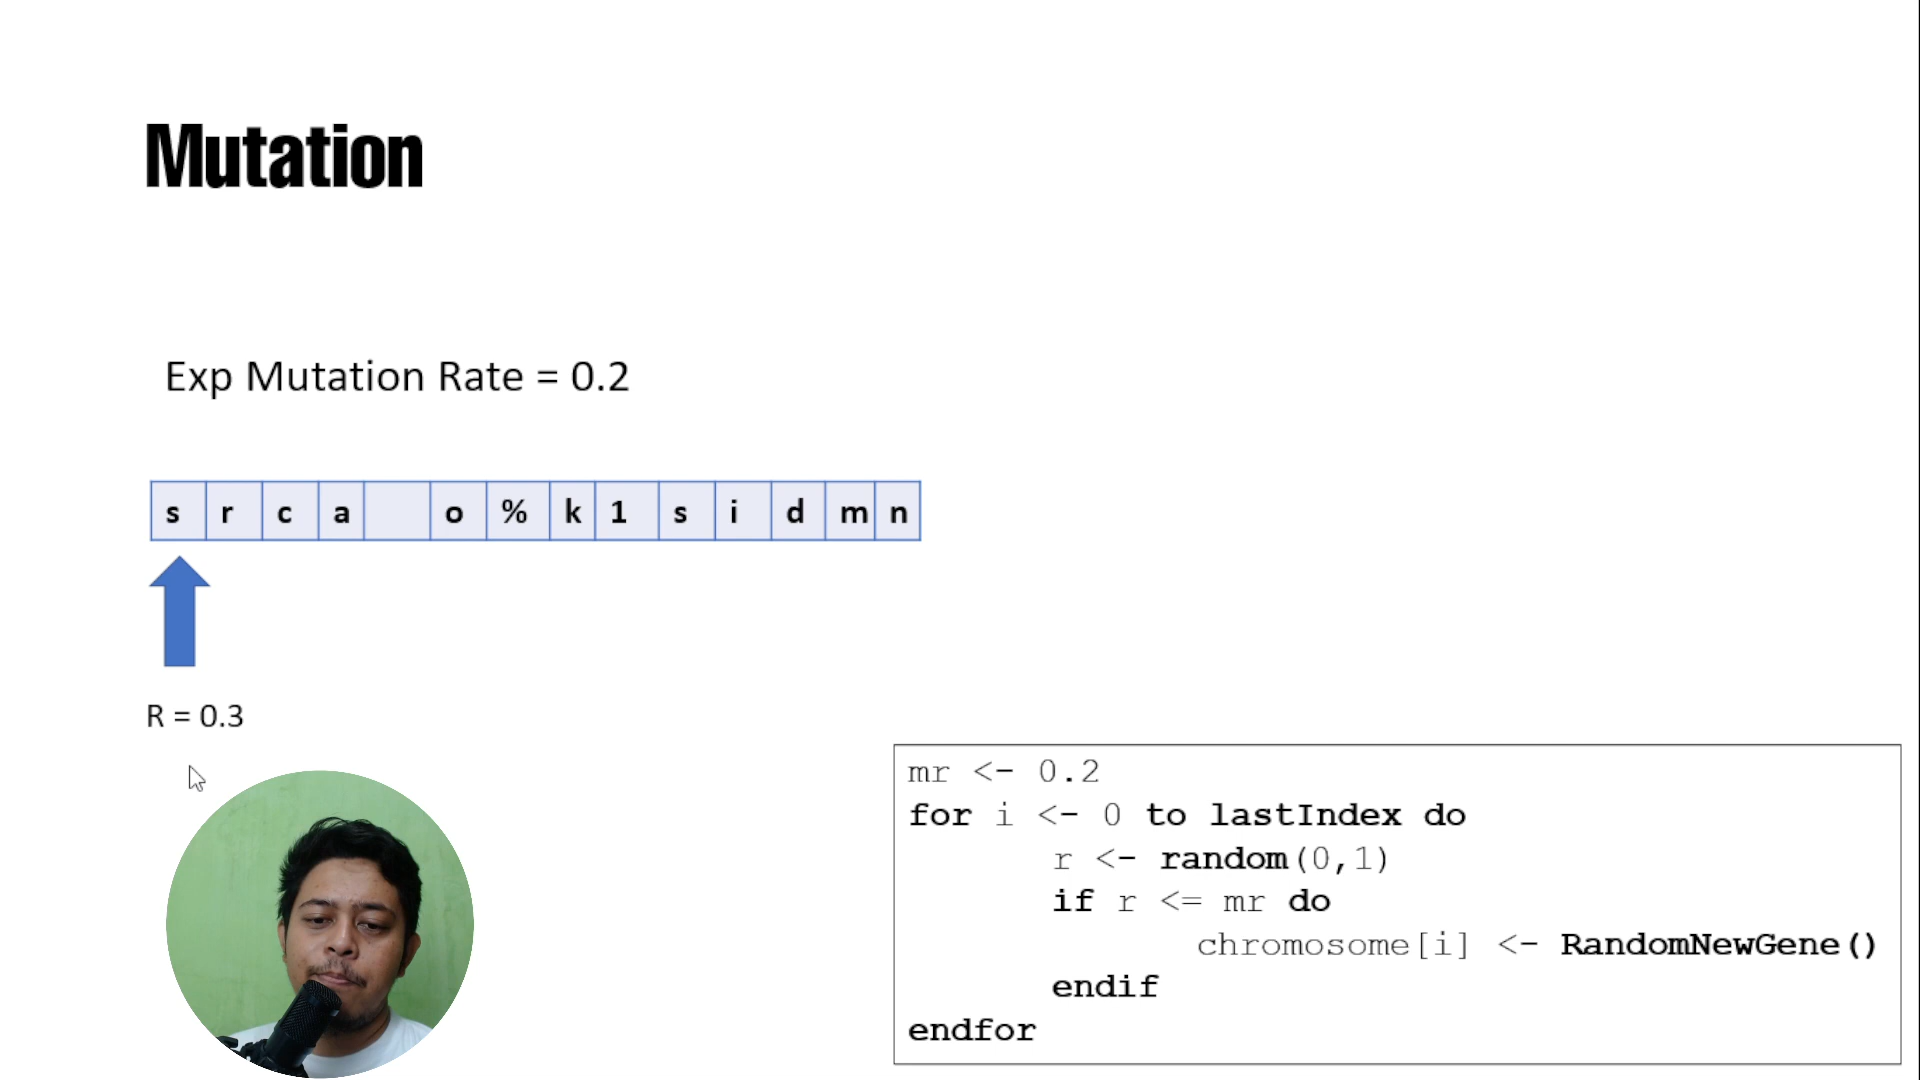 Mutation
Exp Mutation Rate = 0.2
s r c a o % k 1 s i d m n
R = 0.3
mr <- 0.2
for i <- 0 to lastIndex do
r <- random(0,1)
if r <= mr do
chromosome[i] <- RandomNewGene()
endif
endfor